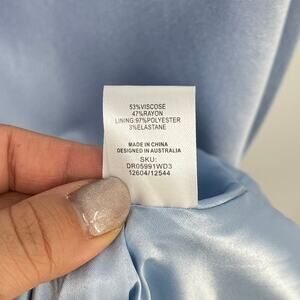 53%VISCOSE
47%RAYON
LINING:97%POLYESTER
3%ELASTANE
MADE IN CHINA
DESIGNED IN AUSTRALIA
SKU:
DR05991WD3
12604/12544